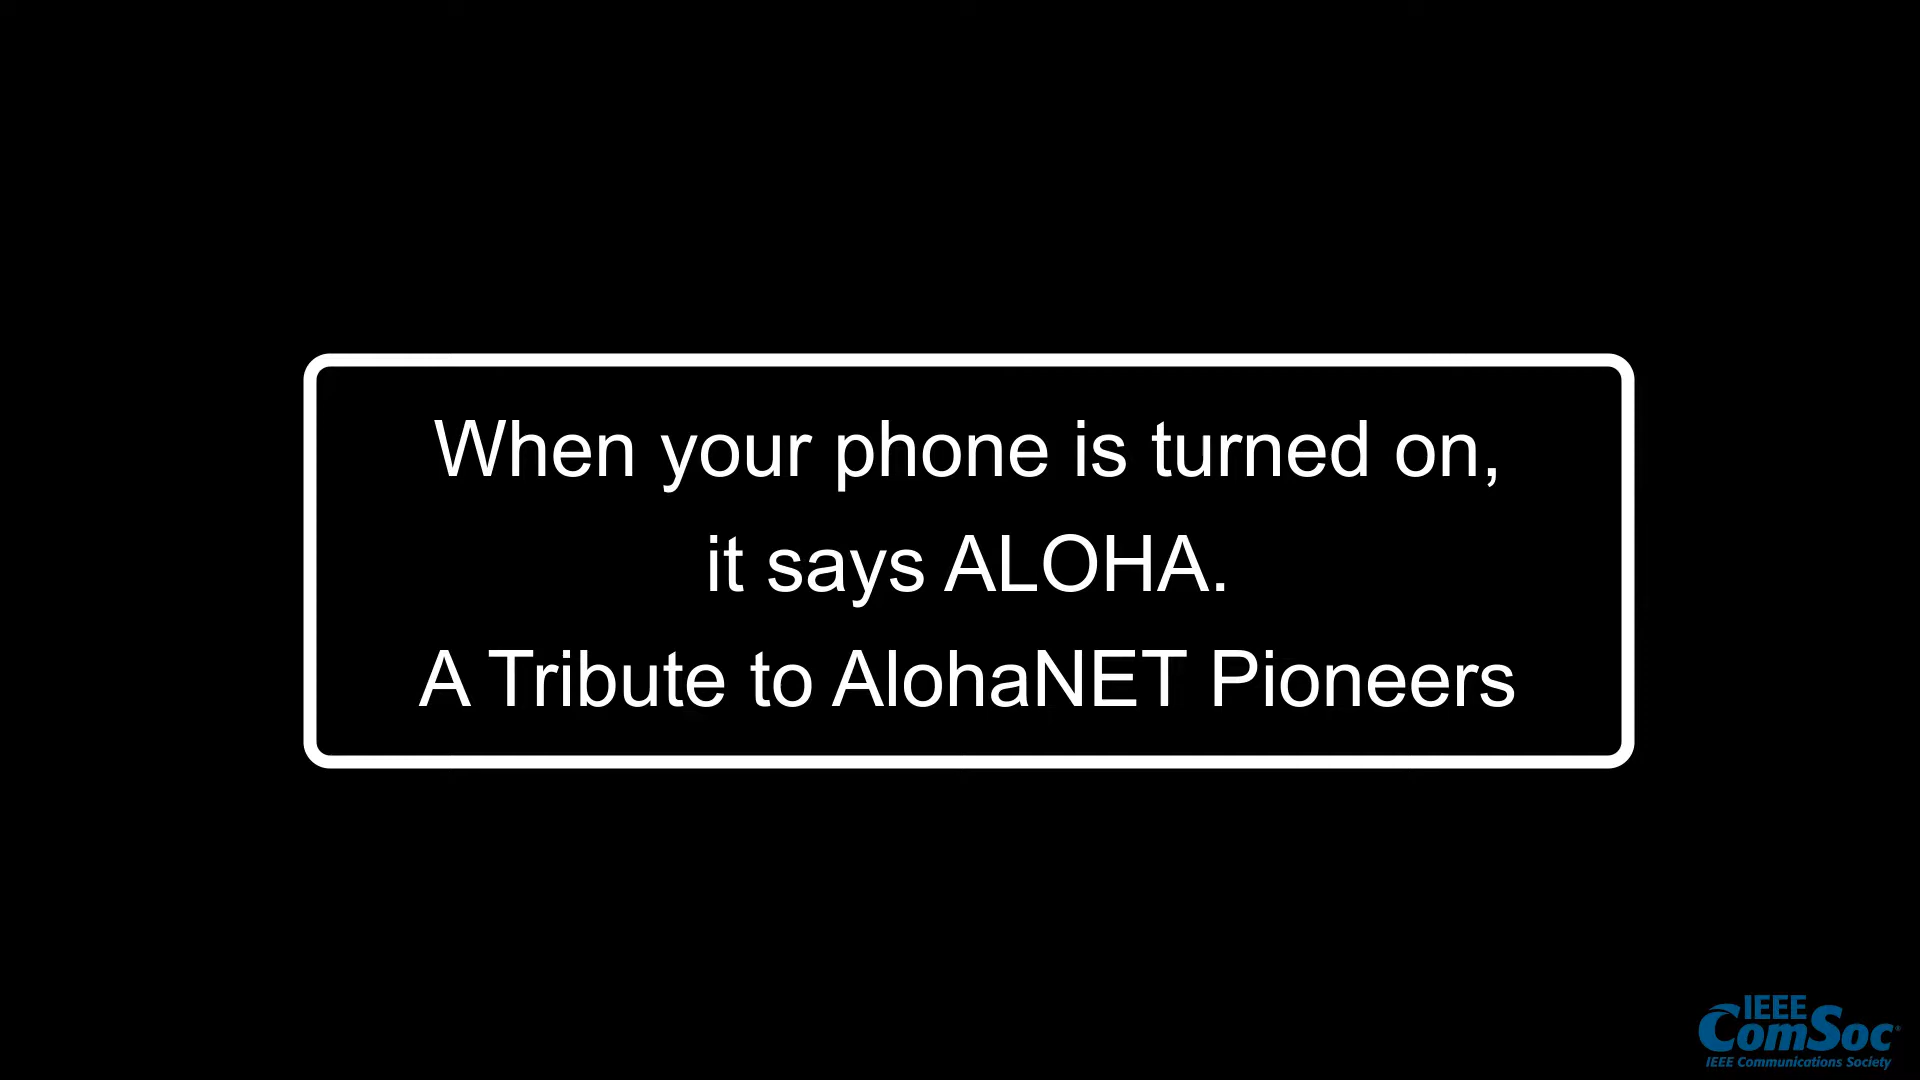 When your phone is turned on,
it says ALOHA.
A Tribute to AlohaNET Pioneers
IEEE
ComSoc®
IEEE Communications Society